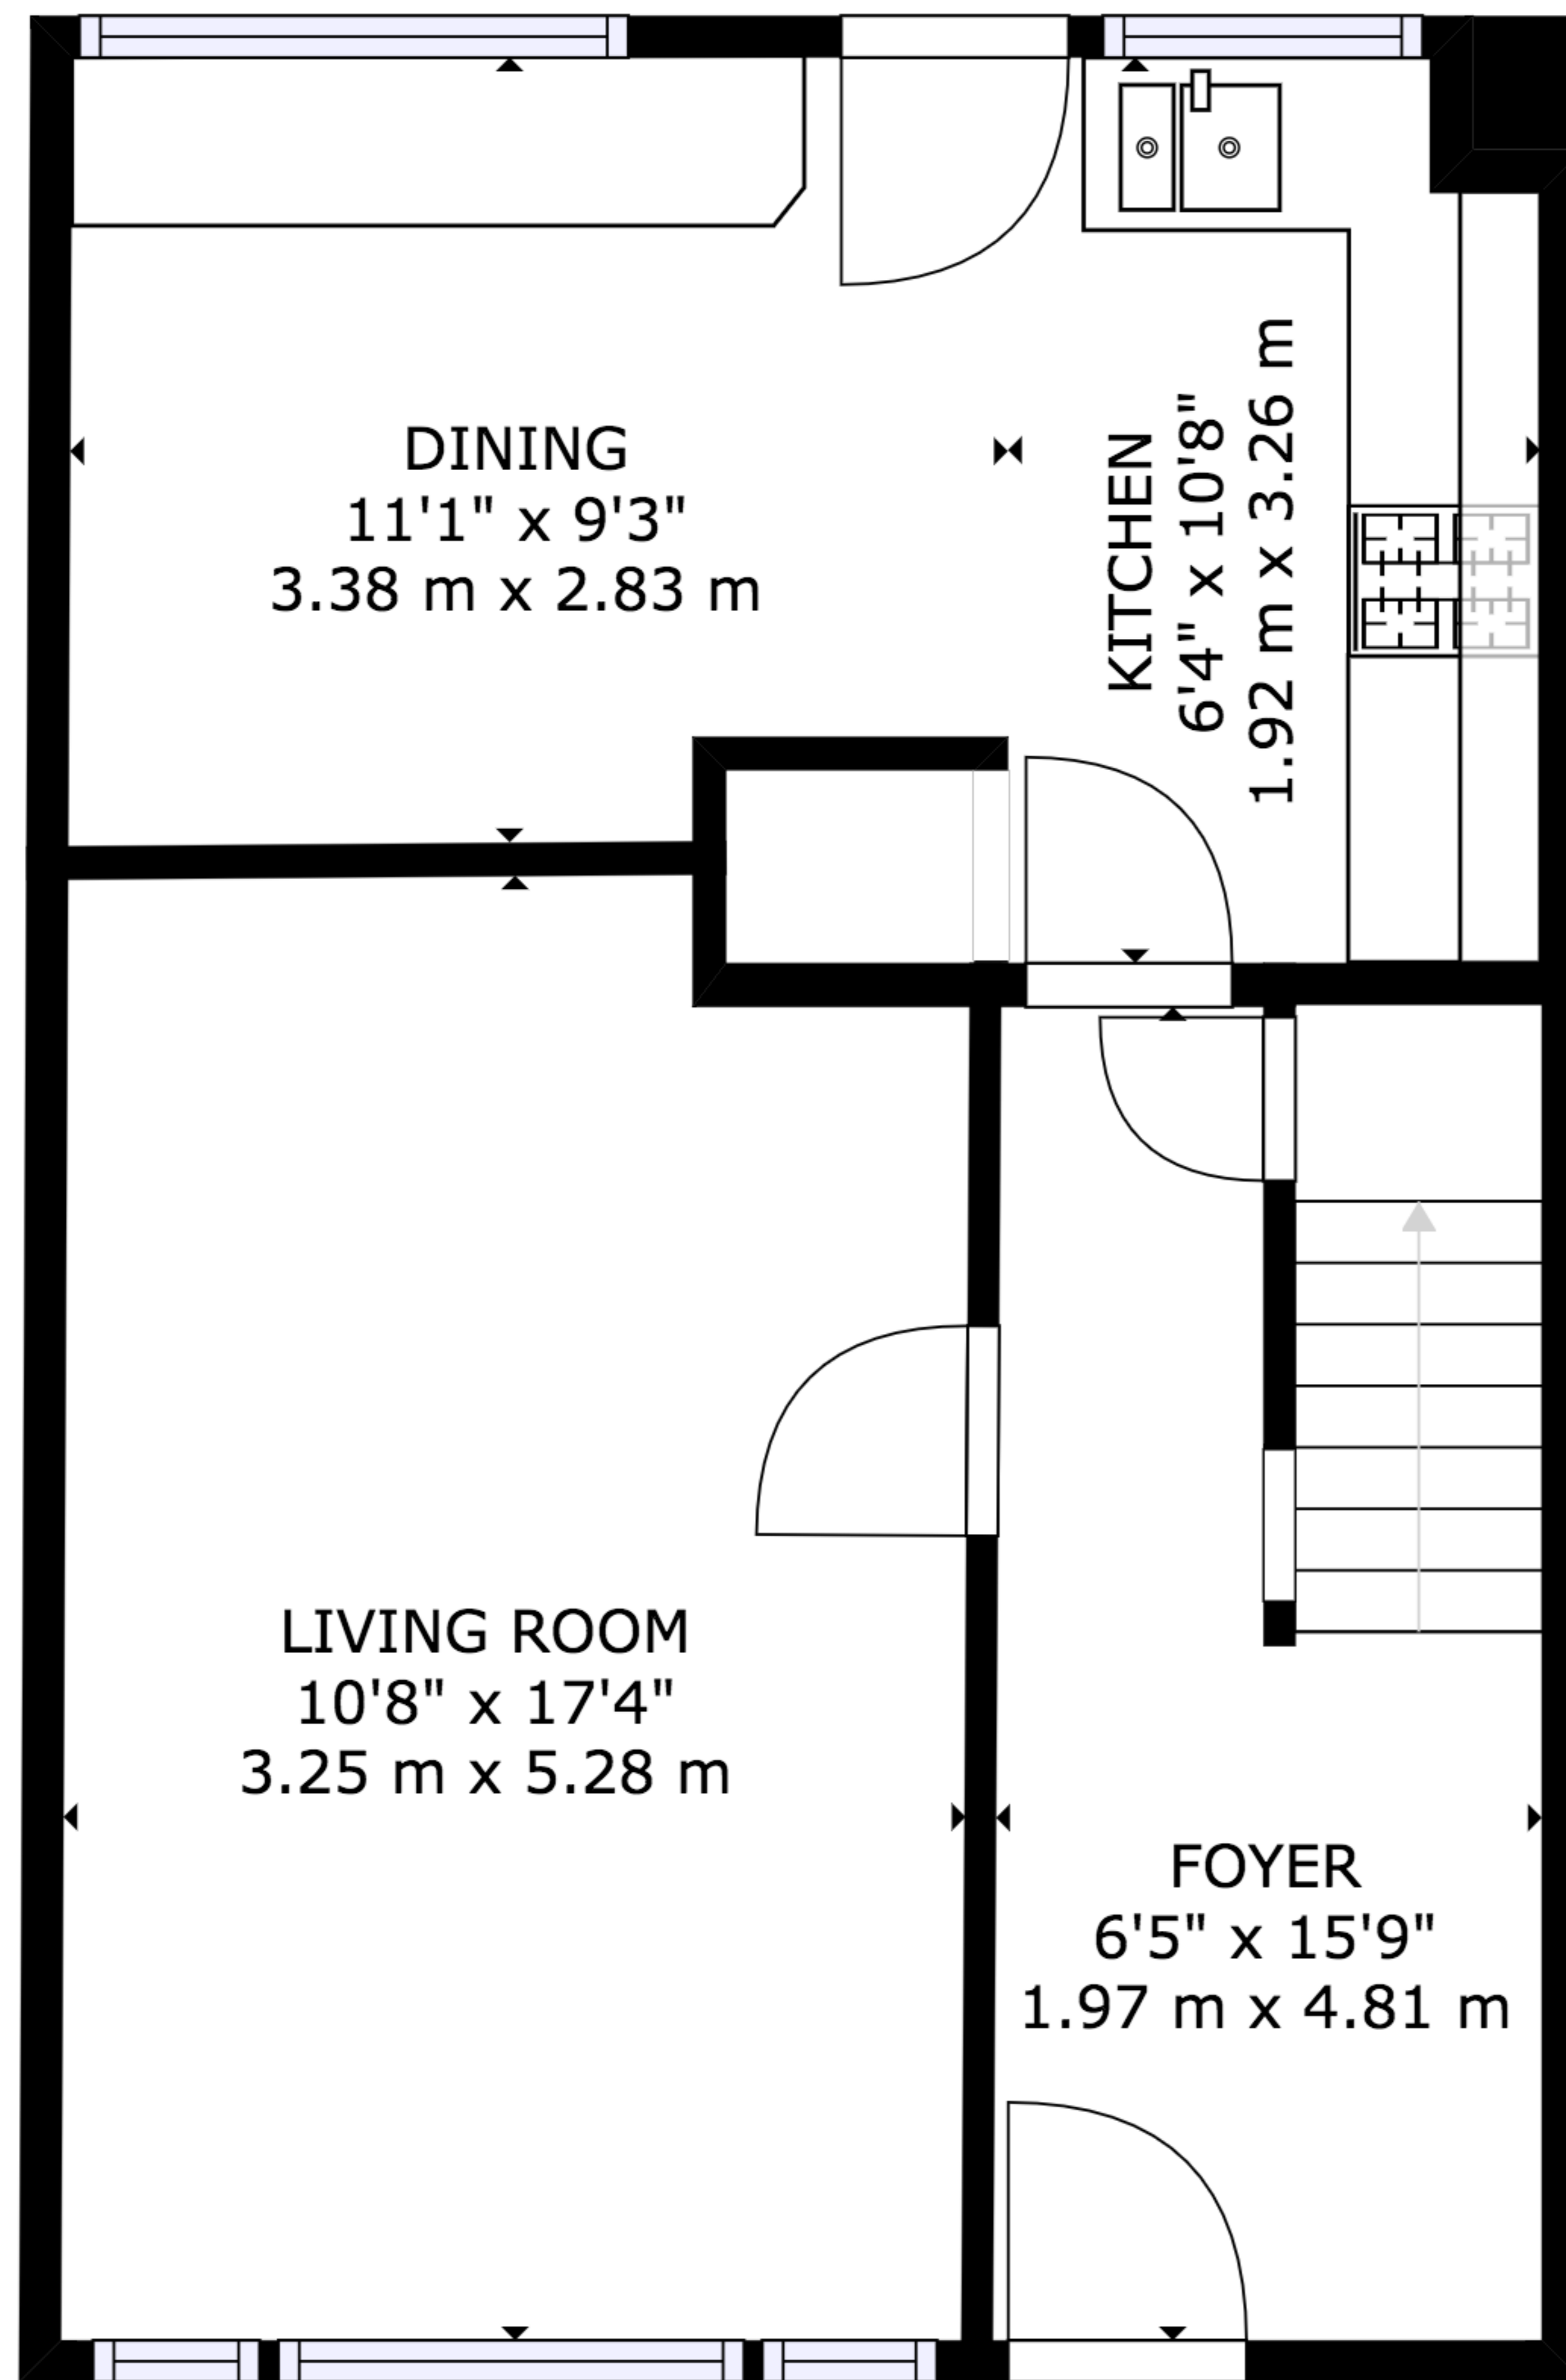 DINING
11'1" x 9'3"
3.38 m x 2.83 m
KITCHEN
6'4" x 10'8"
1.92 m x 3.26 m
LIVING ROOM
10'8" x 17'4"
3.25 m x 5.28 m
FOYER
6'5" x 15'9"
1.97 m x 4.81 m